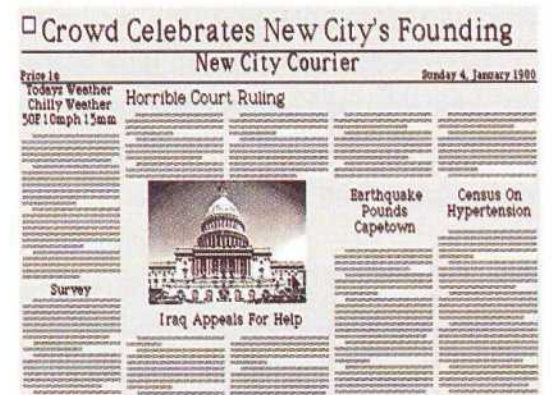 Crowd Celebrates New City's Founding
New City Courier
Price 1¢
Sunday 4, January 1900
Todays Weather
Chilly Weather
50F 10mph 15mm
Horrible Court Ruling
Earthquake
Pounds
Capetown
Census On
Hypertension
Survey
Iraq Appeals For Help